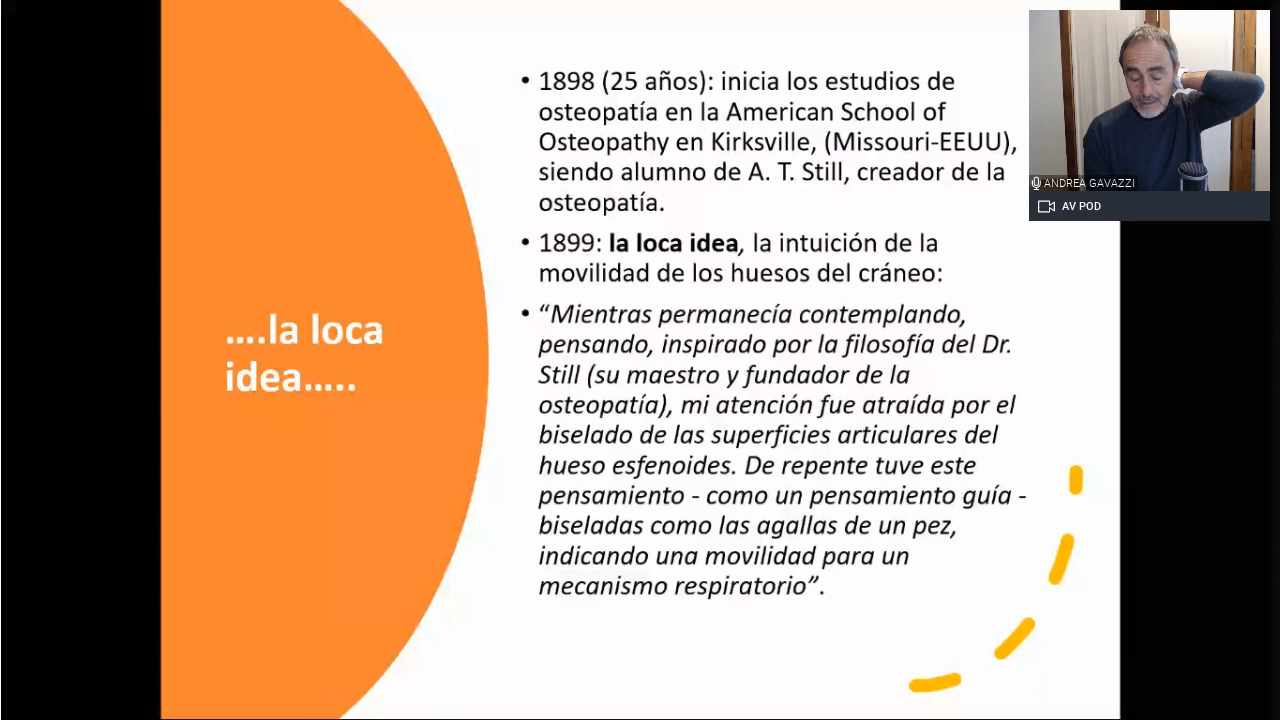 ….la loca
idea…..
• 1898 (25 años): inicia los estudios de
osteopatía en la American School of
Osteopathy en Kirksville, (Missouri-EEUU),
siendo alumno de A. T. Still, creador de la
osteopatía.
• 1899: la loca idea, la intuición de la
movilidad de los huesos del cráneo:
• “Mientras permanecía contemplando,
pensando, inspirado por la filosofía del Dr.
Still (su maestro y fundador de la
osteopatía), mi atención fue atraída por el
biselado de las superficies articulares del
hueso esfenoides. De repente tuve este
pensamiento - como un pensamiento guía -
biseladas como las agallas de un pez,
indicando una movilidad para un
mecanismo respiratorio”.
ANDREA GAVAZZI
AV POD